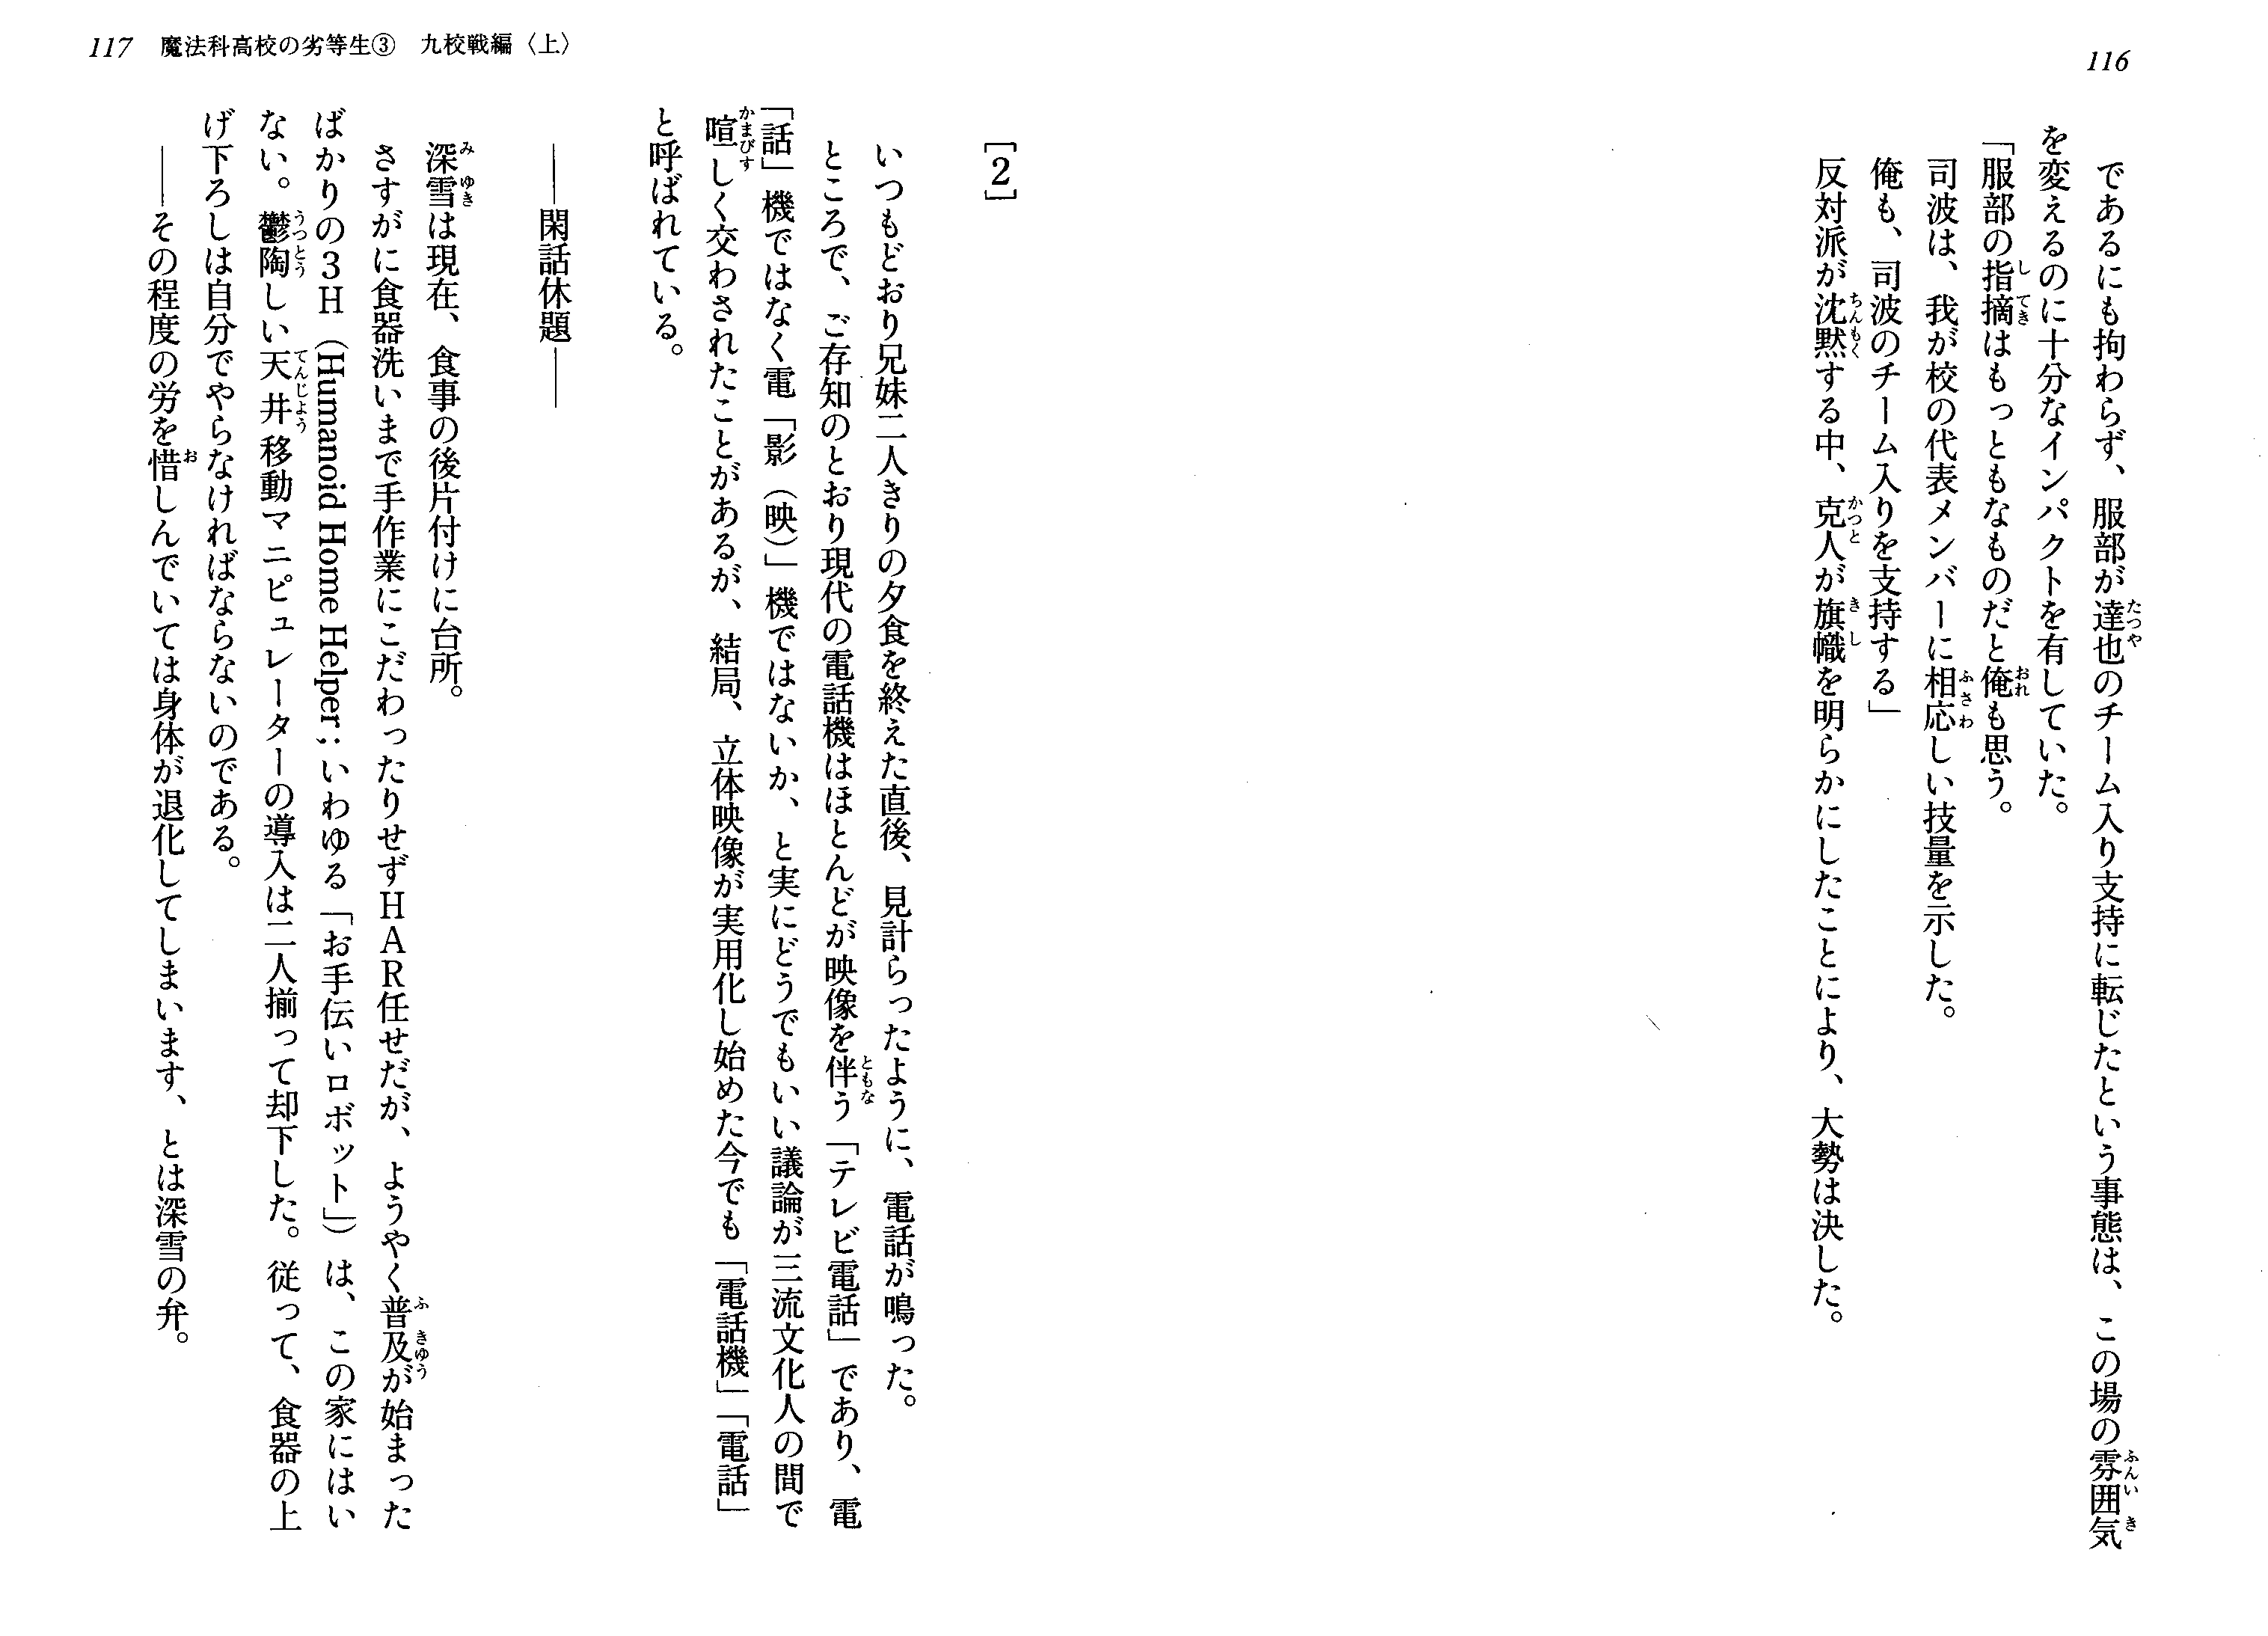 116
であるにも拘わらず、服部が達也のチーム入り支持に転じたという事態は、この場の雰囲気
を変えるのに十分なインパクトを有していた。
「服部の指摘はもっともなものだと俺も思う。
司波は、我が校の代表メンバーに相応しい技量を示した。
俺も、司波のチーム入りを支持する」
反対派が沈黙する中、克人が旗幟を明らかにしたことにより、大勢は決した。
117 魔法科高校の劣等生③ 九校戦編〈上〉
［2］
いつもどおり兄妹二人きりの夕食を終えた直後、見計らったように、電話が鳴った。
ところで、ご存知のとおり現代の電話機はほとんどが映像を伴う「テレビ電話」であり、電
「話」機ではなく電「影（映）」機ではないか、と実にどうでもいい議論が三流文化人の間で
喧しく交わされたことがあるが、結局、立体映像が実用化し始めた今でも「電話機」「電話」
と呼ばれている。
――閑話休題――
深雪は現在、食事の後片付けに台所。
さすがに食器洗いまで手作業にこだわったりせずＨＡＲ任せだが、ようやく普及が始まった
ばかりの３Ｈ（Humanoid Home Helper:いわゆる「お手伝いロボット」）は、この家にはい
ない。鬱陶しい天井移動マニピュレーターの導入は二人揃って却下した。従って、食器の上
げ下ろしは自分でやらなければならないのである。
――その程度の労を惜しんでいては身体が退化してしまいます、とは深雪の弁。